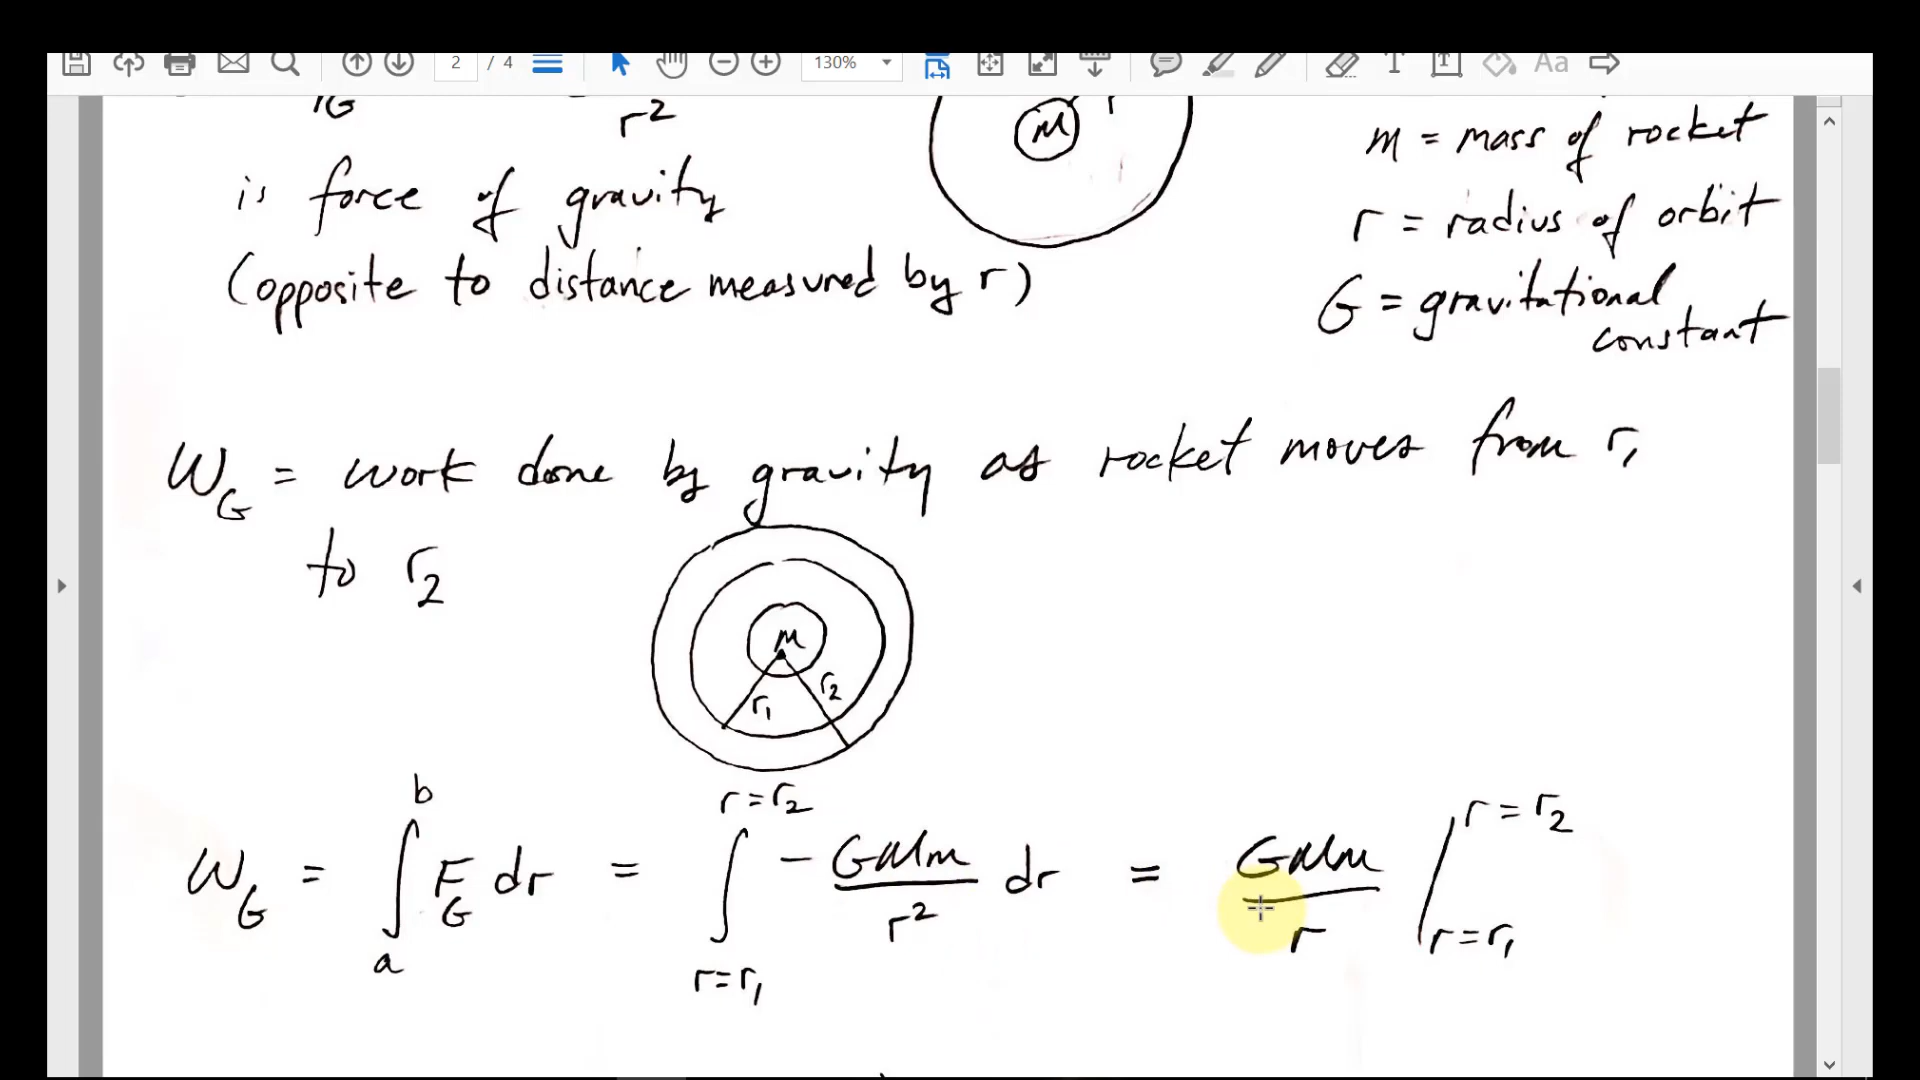 2 / 4 130% T T Aa
r² M r
m = mass of rocket
is force of gravity
r = radius of orbit
(opposite to distance measured by r)
G = gravitational
constant
W_G = work done by gravity as rocket moves from r₁
to r₂
M
r₁ r₂
W_G = ∫_a^b F_G dr = ∫_{r=r₁}^{r=r₂} - GMm/r² dr = GMm/r |_{r=r₁}^{r=r₂}